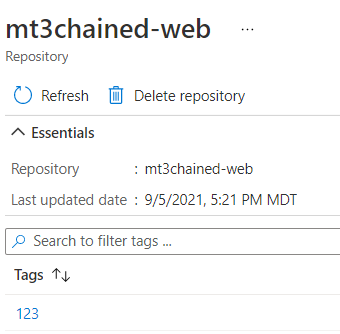 mt3chained-web ...
Repository
Refresh Delete repository
Essentials
Repository : mt3chained-web
Last updated date : 9/5/2021, 5:21 PM MDT
Search to filter tags ...
Tags ↑↓
123